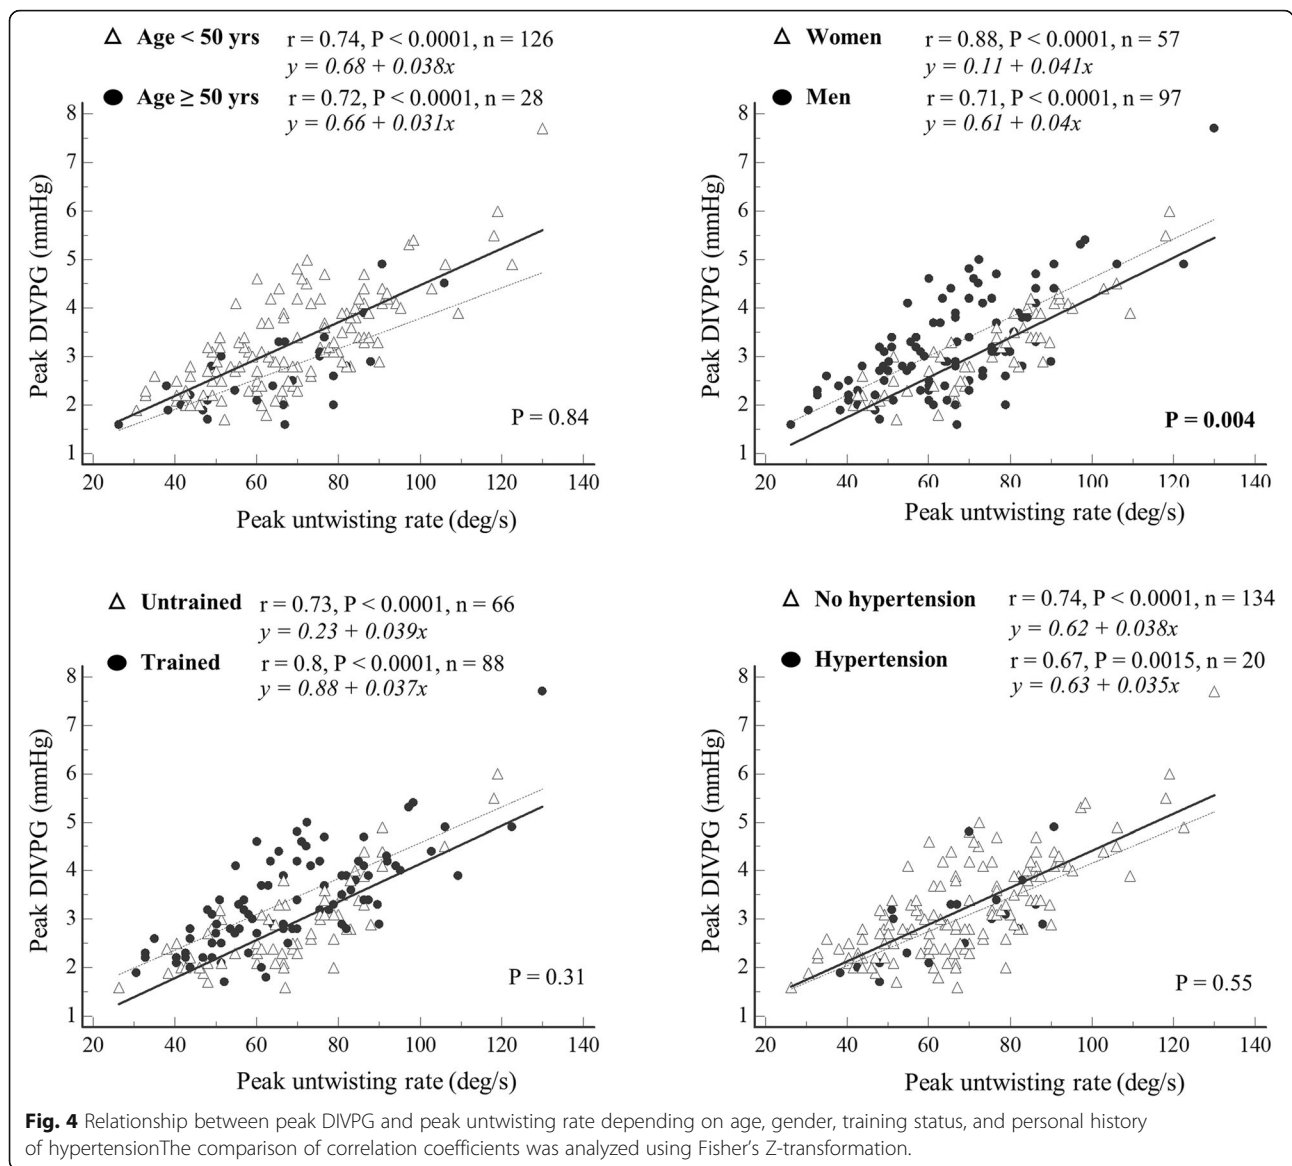 Age < 50 yrs r = 0.74, P < 0.0001, n = 126
y = 0.68 + 0.038x
Age ≥ 50 yrs r = 0.72, P < 0.0001, n = 28
y = 0.66 + 0.031x
8
7
6
5
4
3
2
1
Peak DIVPG (mmHg)
P = 0.84
20 40 60 80 100 120 140
Peak untwisting rate (deg/s)
Women r = 0.88, P < 0.0001, n = 57
y = 0.11 + 0.041x
Men r = 0.71, P < 0.0001, n = 97
y = 0.61 + 0.04x
8
7
6
5
4
3
2
1
Peak DIVPG (mmHg)
P = 0.004
20 40 60 80 100 120 140
Peak untwisting rate (deg/s)
Untrained r = 0.73, P < 0.0001, n = 66
y = 0.23 + 0.039x
Trained r = 0.8, P < 0.0001, n = 88
y = 0.88 + 0.037x
8
7
6
5
4
3
2
1
Peak DIVPG (mmHg)
P = 0.31
20 40 60 80 100 120 140
Peak untwisting rate (deg/s)
No hypertension r = 0.74, P < 0.0001, n = 134
y = 0.62 + 0.038x
Hypertension r = 0.67, P = 0.0015, n = 20
y = 0.63 + 0.035x
8
7
6
5
4
3
2
1
Peak DIVPG (mmHg)
P = 0.55
20 40 60 80 100 120 140
Peak untwisting rate (deg/s)
Fig. 4 Relationship between peak DIVPG and peak untwisting rate depending on age, gender, training status, and personal history
of hypertensionThe comparison of correlation coefficients was analyzed using Fisher's Z-transformation.